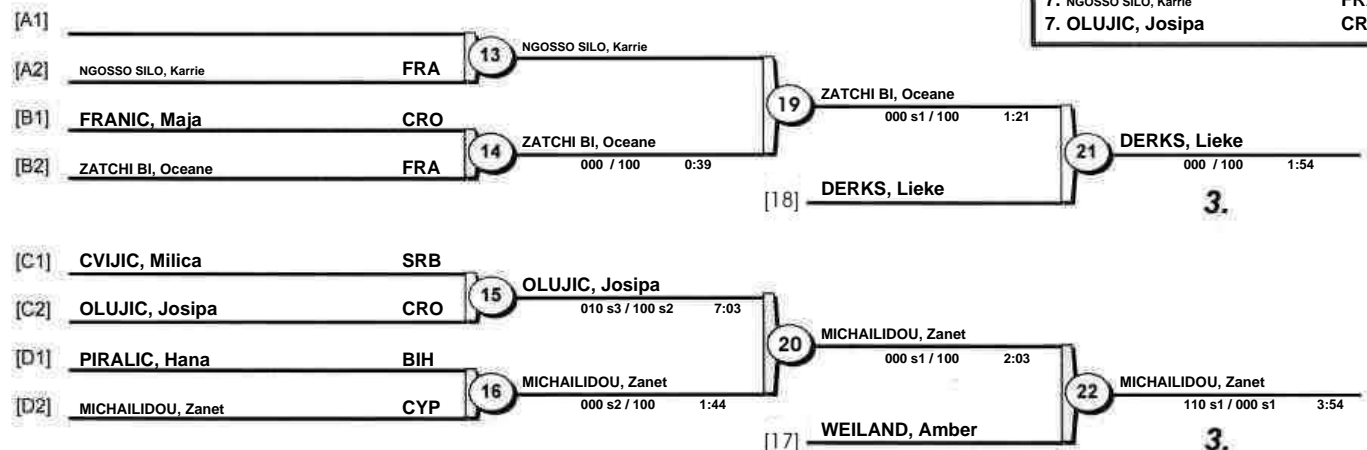 7. NGOSSO SILO, Karrie
7. OLUJIC, Josipa
[A1]
[A2] NGOSSO SILO, Karrie FRA
13 NGOSSO SILO, Karrie
[B1] FRANIC, Maja CRO
[B2] ZATCHI BI, Oceane FRA
14 ZATCHI BI, Oceane
000 / 100 0:39
19 ZATCHI BI, Oceane
000 s1 / 100 1:21
[18] DERKS, Lieke
21 DERKS, Lieke
000 / 100 1:54
3.
[C1] CVIJIC, Milica SRB
[C2] OLUJIC, Josipa CRO
15 OLUJIC, Josipa
010 s3 / 100 s2 7:03
[D1] PIRALIC, Hana BIH
[D2] MICHAILIDOU, Zanet CYP
16 MICHAILIDOU, Zanet
000 s2 / 100 1:44
20 MICHAILIDOU, Zanet
000 s1 / 100 2:03
[17] WEILAND, Amber
22 MICHAILIDOU, Zanet
110 s1 / 000 s1 3:54
3.